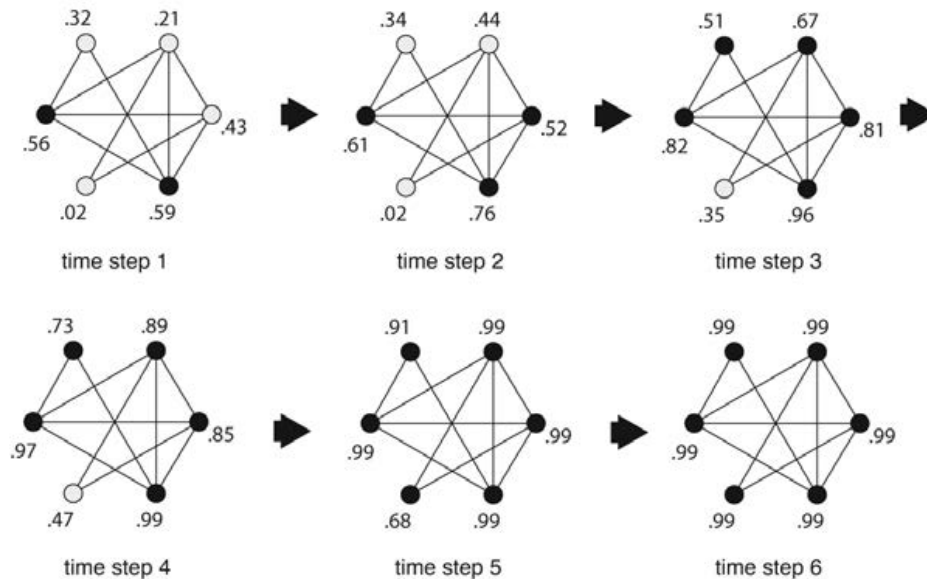 .32 .21 .34 .44 .51 .67
.56 .43 .61 .52 .82 .81
.02 .59 .02 .76 .35 .96
time step 1 time step 2 time step 3
.73 .89 .91 .99 .99 .99
.97 .85 .99 .99 .99 .99
.47 .99 .68 .99 .99 .99
time step 4 time step 5 time step 6